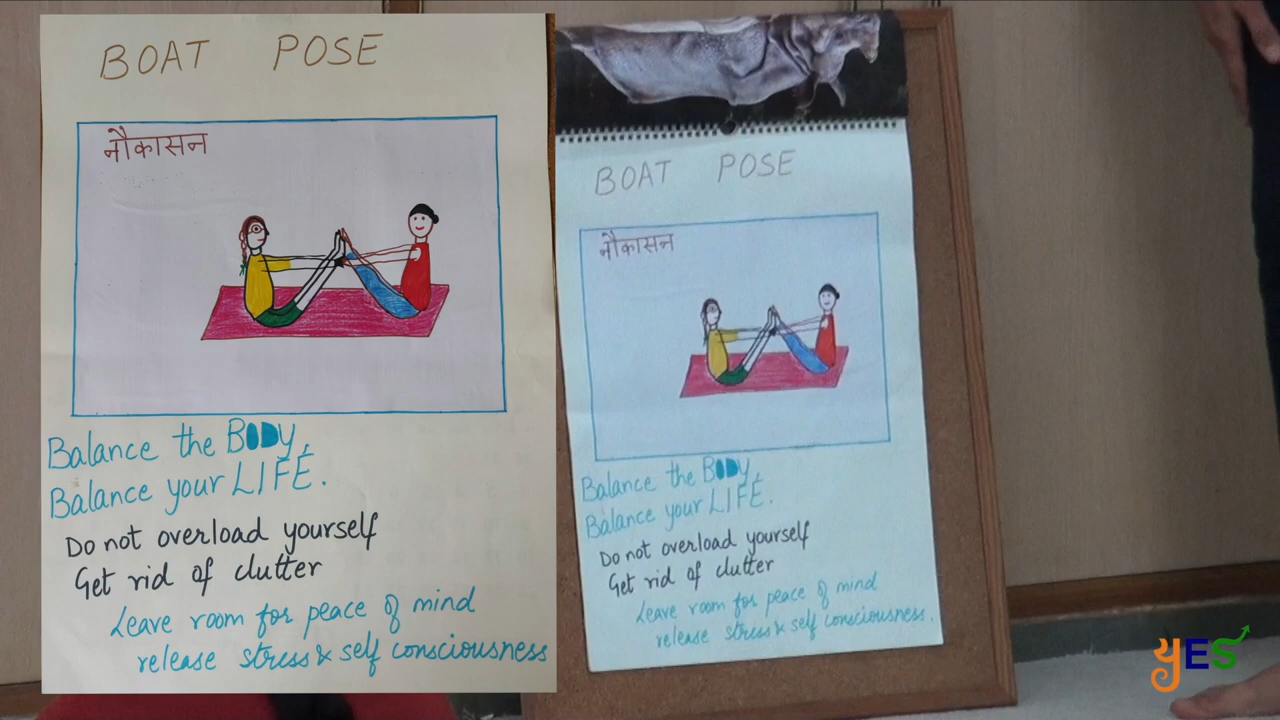 BOAT POSE
नौकासन
Balance the BODY,
Balance your LIFE.
Do not overload yourself
Get rid of clutter
Leave room for peace of mind
release stress & self consciousness
BOAT POSE
नौकासन
Balance the BODY,
Balance your LIFE.
Do not overload yourself
Get rid of clutter
Leave room for peace of mind
release stress & self consciousness.
YES